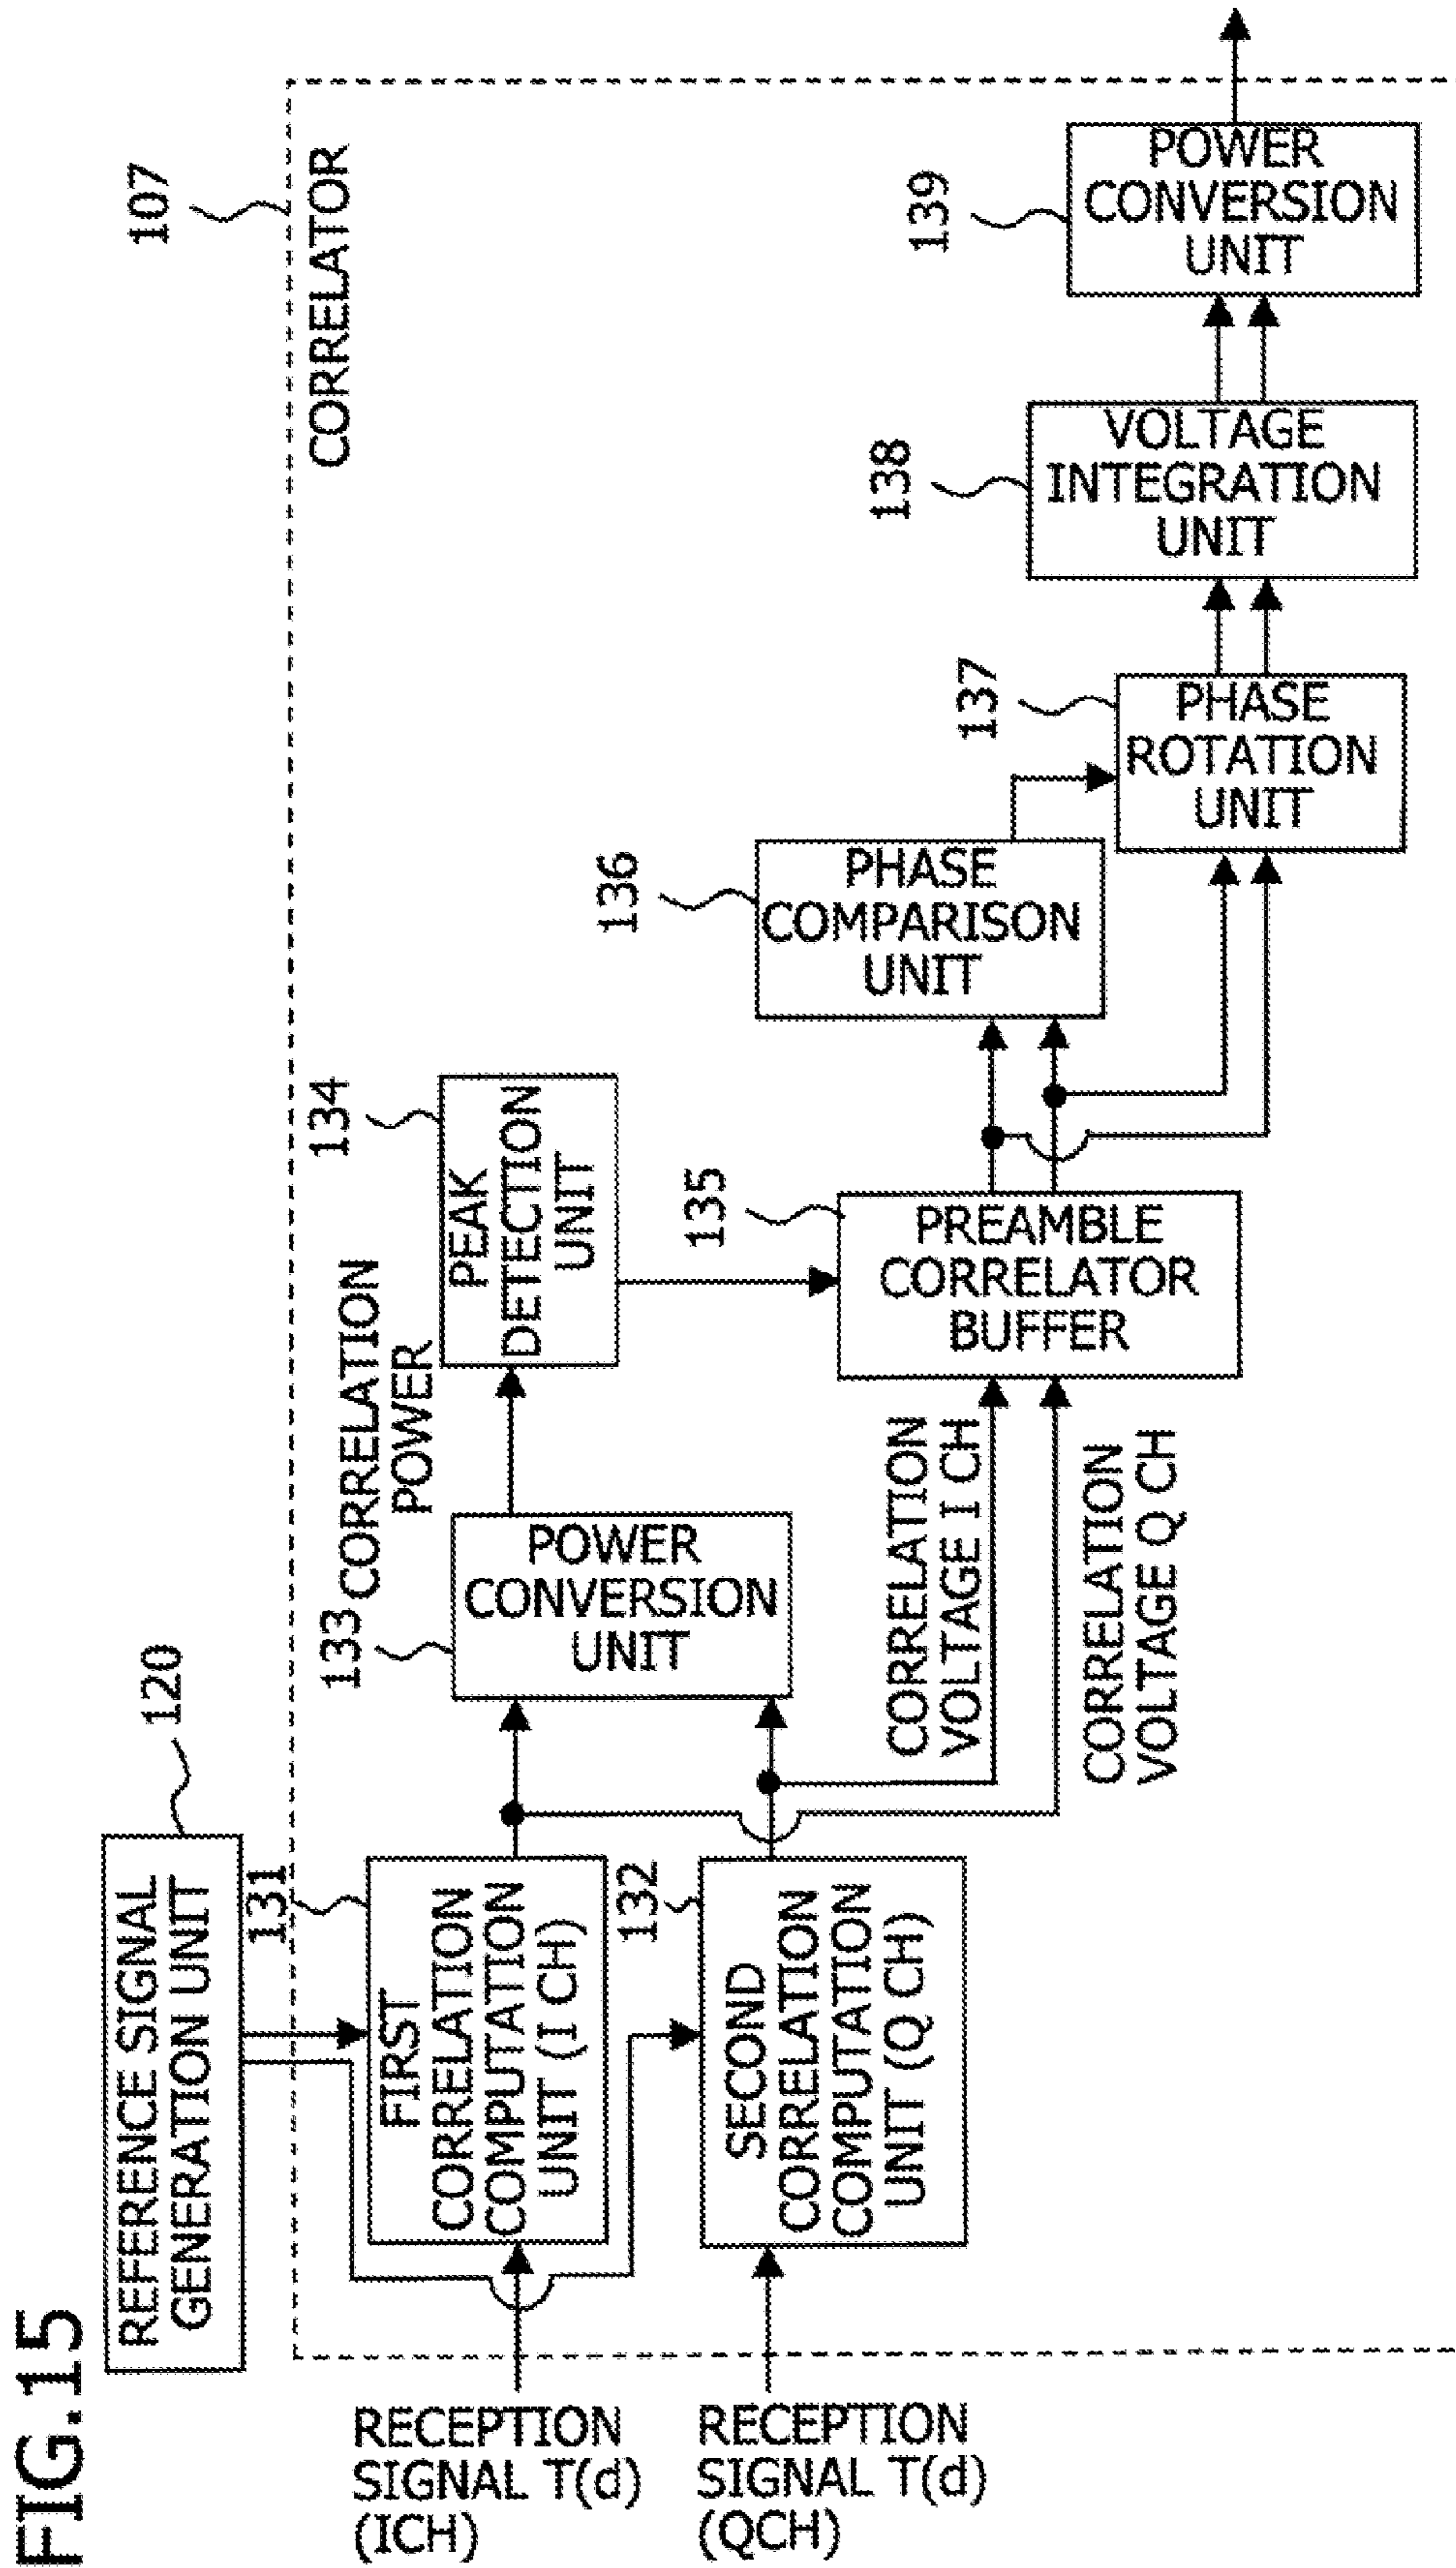 FIG.15
REFERENCE SIGNAL
GENERATION UNIT
120
107
CORRELATOR
RECEPTION
SIGNAL T(d)
(ICH)
131
FIRST
CORRELATION
COMPUTATION
UNIT (I CH)
RECEPTION
SIGNAL T(d)
(QCH)
132
SECOND
CORRELATION
COMPUTATION
UNIT (Q CH)
133
POWER
CONVERSION
UNIT
CORRELATION
POWER
134
PEAK
DETECTION
UNIT
CORRELATION
VOLTAGE I CH
CORRELATION
VOLTAGE Q CH
135
PREAMBLE
CORRELATOR
BUFFER
136
PHASE
COMPARISON
UNIT
137
PHASE
ROTATION
UNIT
138
VOLTAGE
INTEGRATION
UNIT
139
POWER
CONVERSION
UNIT